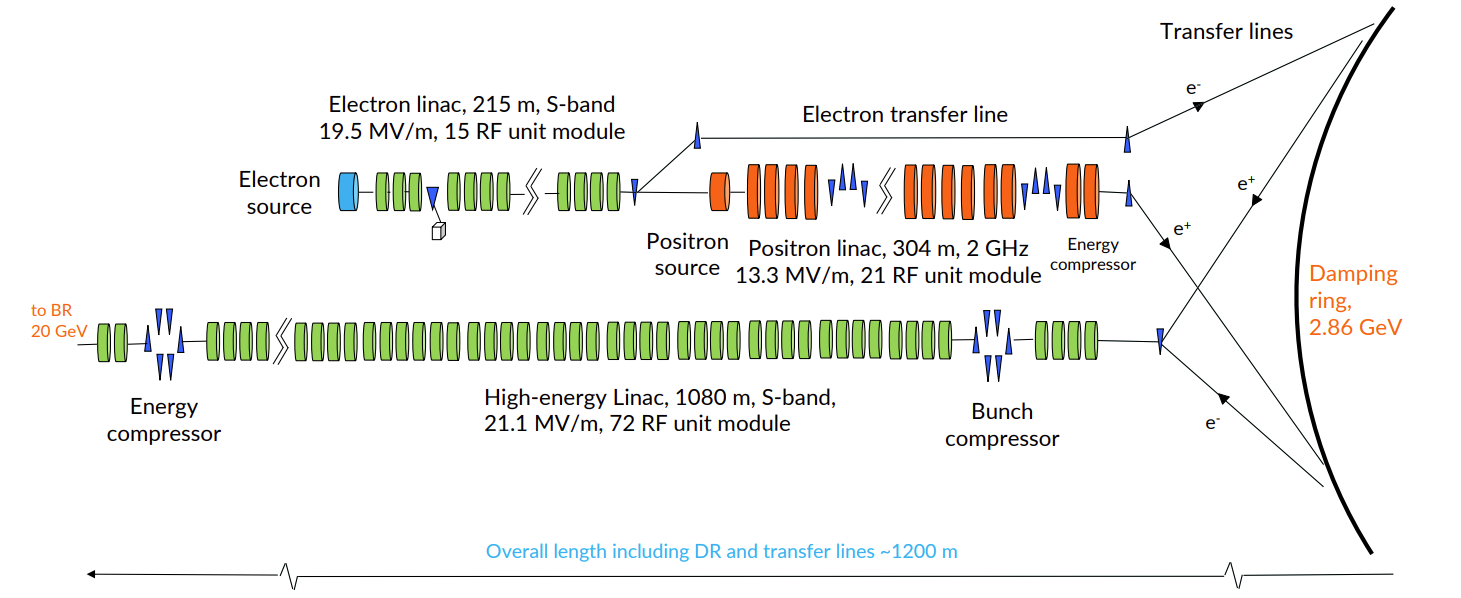 Transfer lines
e-
Electron linac, 215 m, S-band
19.5 MV/m, 15 RF unit module
Electron transfer line
Electron
source
e+
e+
Positron
source
Positron linac, 304 m, 2 GHz
13.3 MV/m, 21 RF unit module
Energy
compressor
Damping
ring,
2.86 GeV
to BR
20 GeV
High-energy Linac, 1080 m, S-band,
21.1 MV/m, 72 RF unit module
Energy
compressor
Bunch
compressor
e-
Overall length including DR and transfer lines ~1200 m